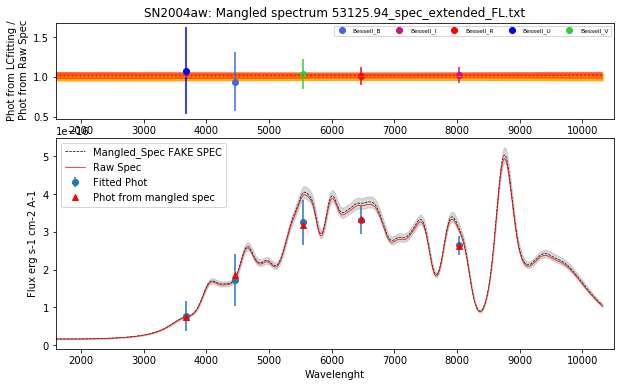 SN2004aw: Mangled spectrum 53125.94_spec_extended_FL.txt
Phot from LCfitting /
Phot from Raw Spec
1.5
1.0
0.5
Bessell_B
Bessell_I
Bessell_R
Bessell_U
Bessell_V
2000 3000 4000 5000 6000 7000 8000 9000 10000
1e−16
Flux erg s-1 cm-2 A-1
5
4
3
2
1
0
Mangled_Spec FAKE SPEC
Raw Spec
Fitted Phot
Phot from mangled spec
2000 3000 4000 5000 6000 7000 8000 9000 10000
Wavelenght